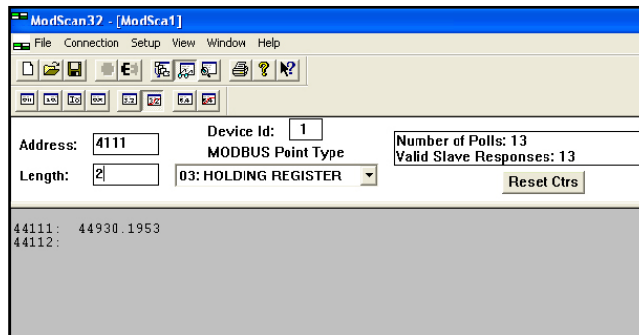 ModScan32 - [ModSca1]
File Connection Setup View Window Help
Address: 4111
Device Id: 1
MODBUS Point Type
Length: 2
03: HOLDING REGISTER
Number of Polls: 13
Valid Slave Responses: 13
Reset Ctrs
44111: 44930.1953
44112: